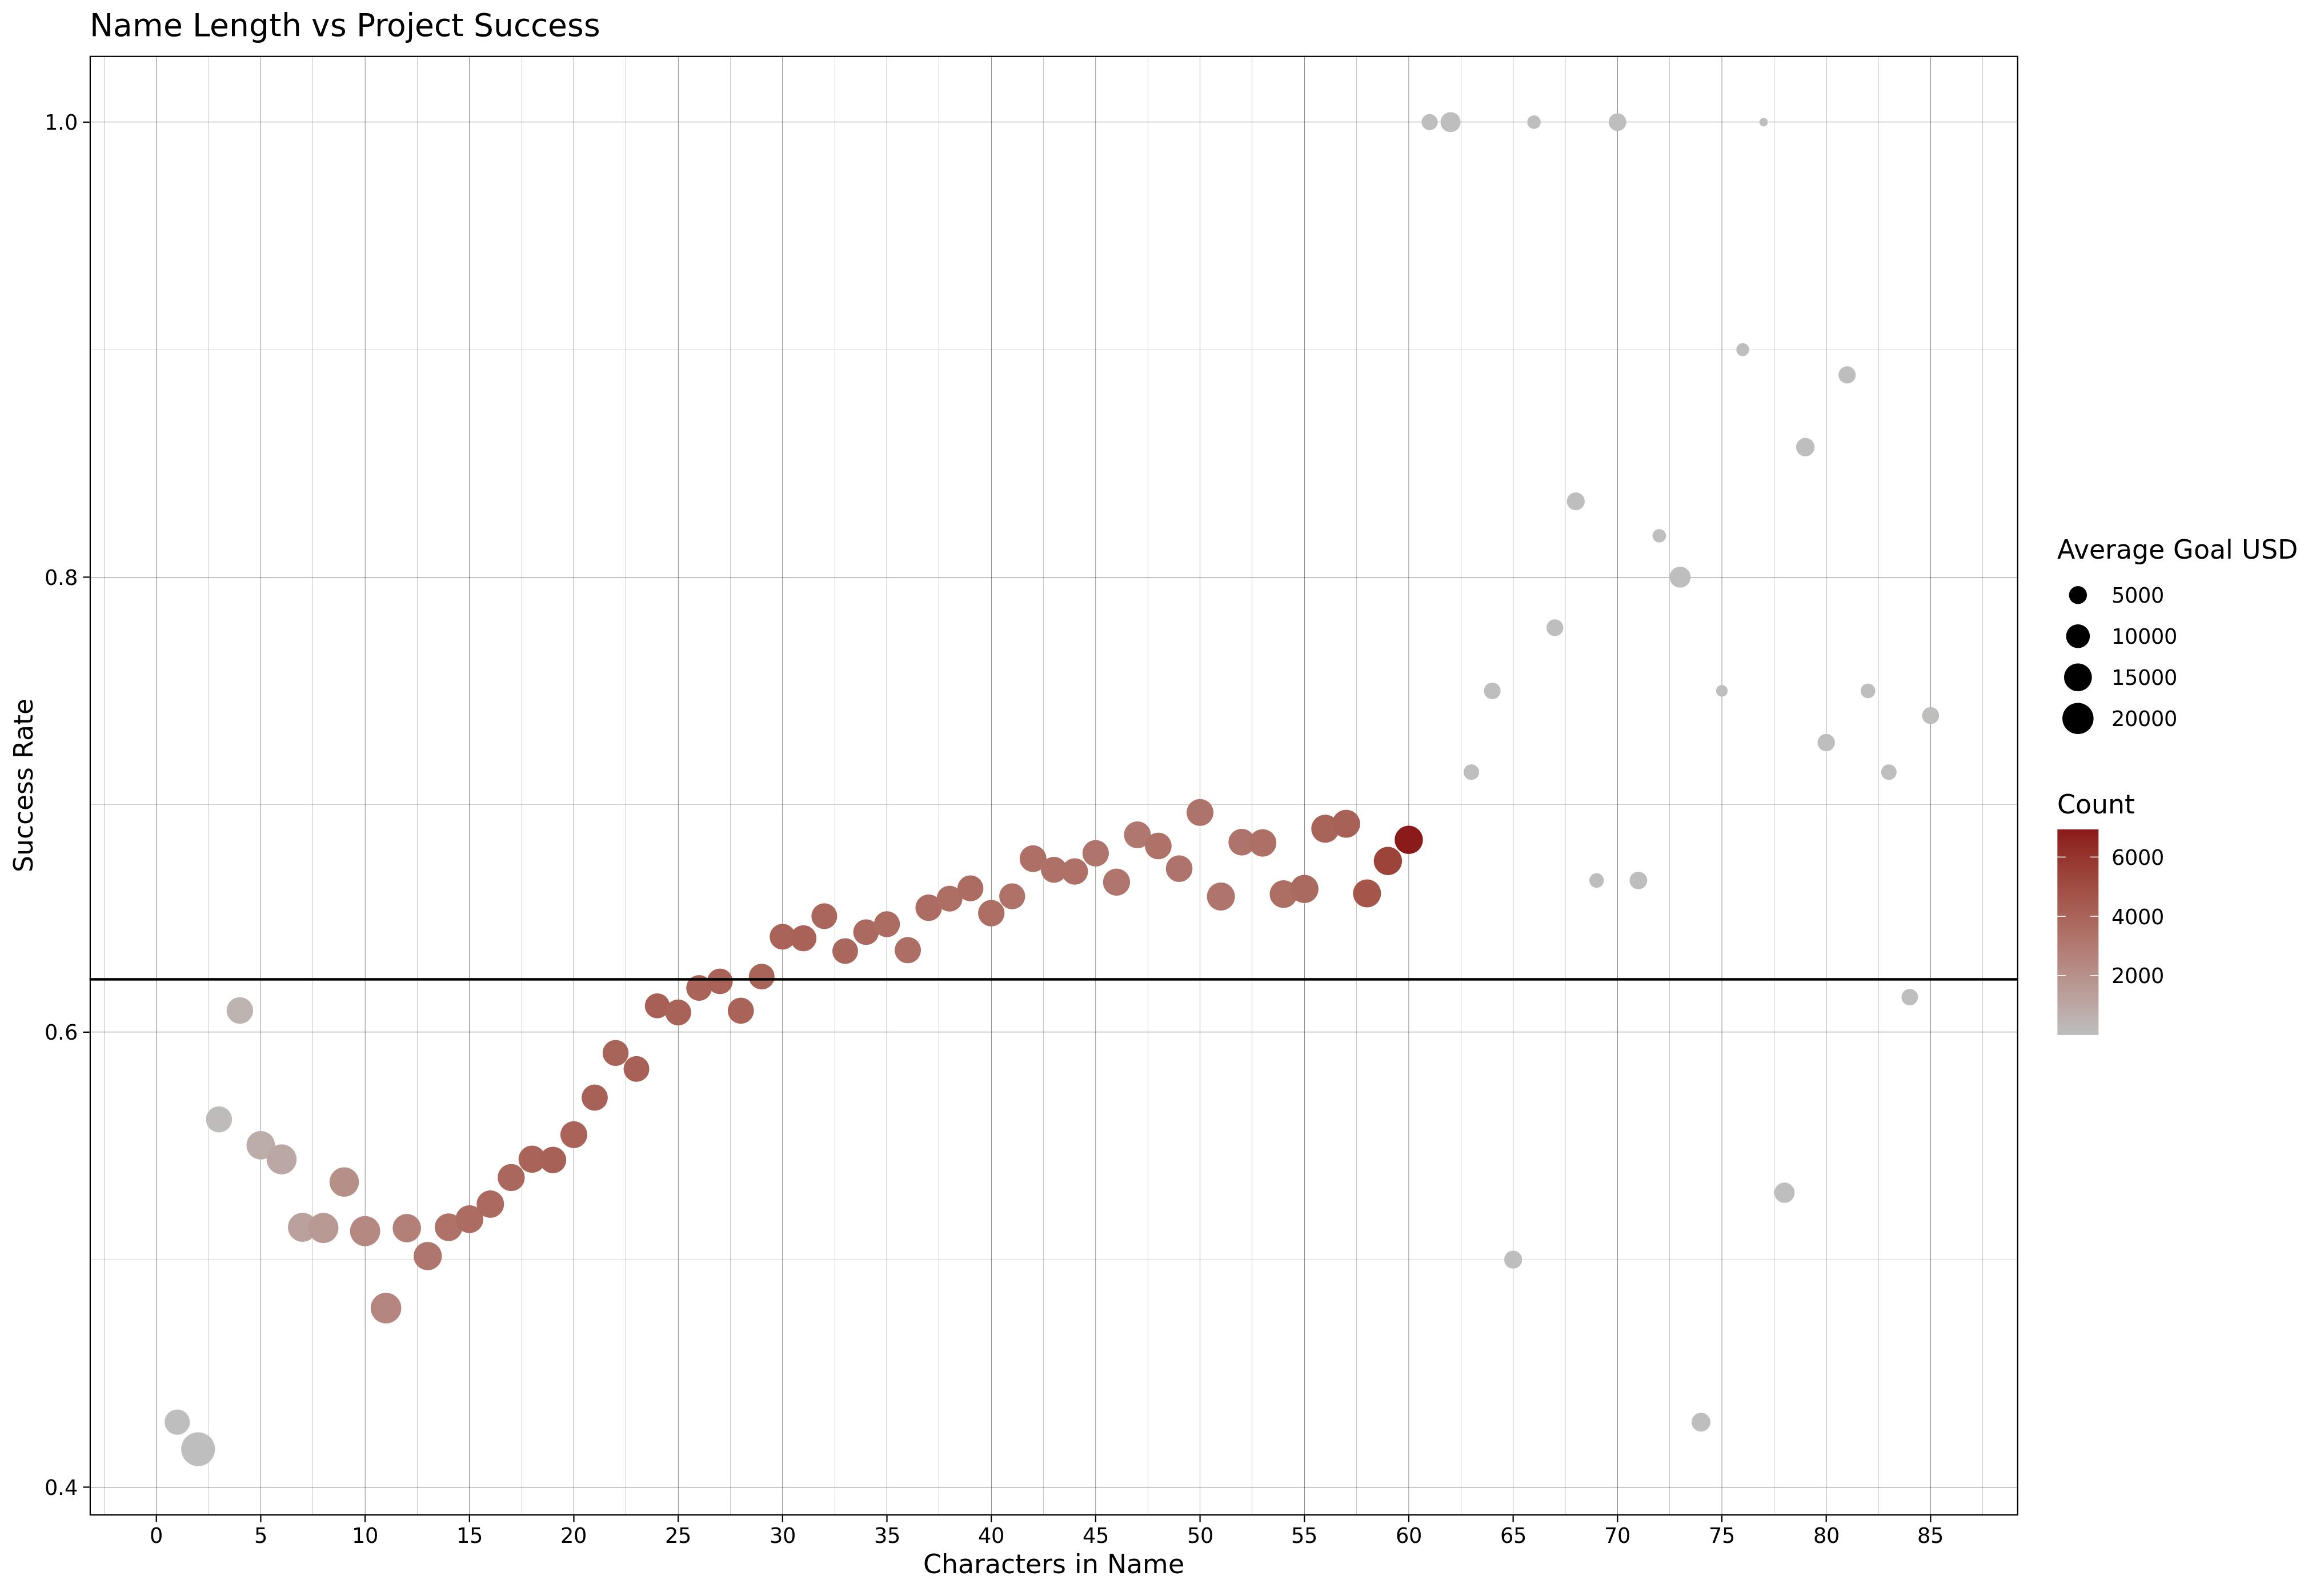 Name Length vs Project Success
1.0
0.8
0.6
0.4
Success Rate
0 5 10 15 20 25 30 35 40 45 50 55 60 65 70 75 80 85
Characters in Name
Average Goal USD
5000
10000
15000
20000
Count
6000
4000
2000